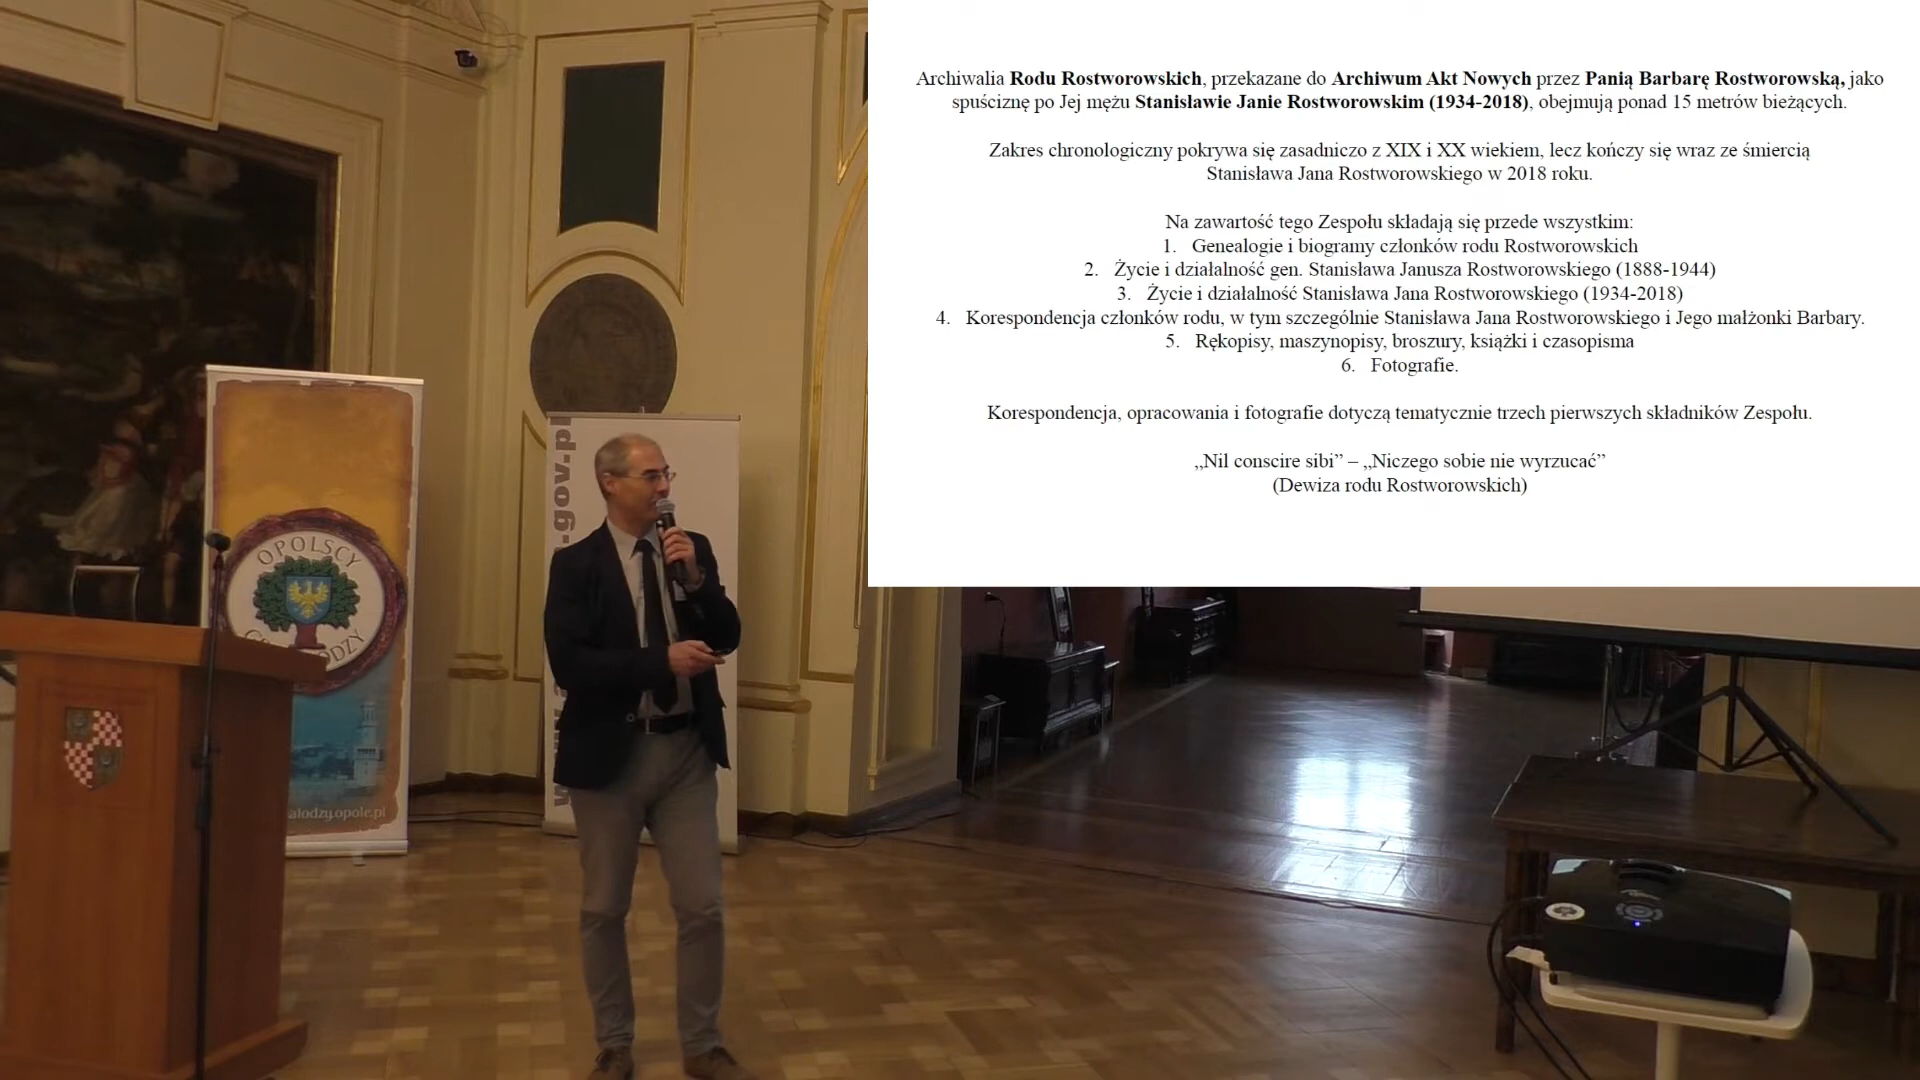 Archiwalia Rodu Rostworowskich, przekazane do Archiwum Akt Nowych przez Panią Barbarę Rostworowską, jako
spuściznę po Jej mężu Stanisławie Janie Rostworowskim (1934-2018), obejmują ponad 15 metrów bieżących.
Zakres chronologiczny pokrywa się zasadniczo z XIX i XX wiekiem, lecz kończy się wraz ze śmiercią
Stanisława Jana Rostworowskiego w 2018 roku.
Na zawartość tego Zespołu składają się przede wszystkim:
1. Genealogie i biogramy członków rodu Rostworowskich
2. Życie i działalność gen. Stanisława Janusza Rostworowskiego (1888-1944)
3. Życie i działalność Stanisława Jana Rostworowskiego (1934-2018)
4. Korespondencja członków rodu, w tym szczególnie Stanisława Jana Rostworowskiego i Jego małżonki Barbary.
5. Rękopisy, maszynopisy, broszury, książki i czasopisma
6. Fotografie.
Korespondencja, opracowania i fotografie dotyczą tematycznie trzech pierwszych składników Zespołu.
„Nil conscire sibi” – „Niczego sobie nie wyrzucać”
(Dewiza rodu Rostworowskich)
OPOLSCY
alodzy.opole.pl
.gov.pl